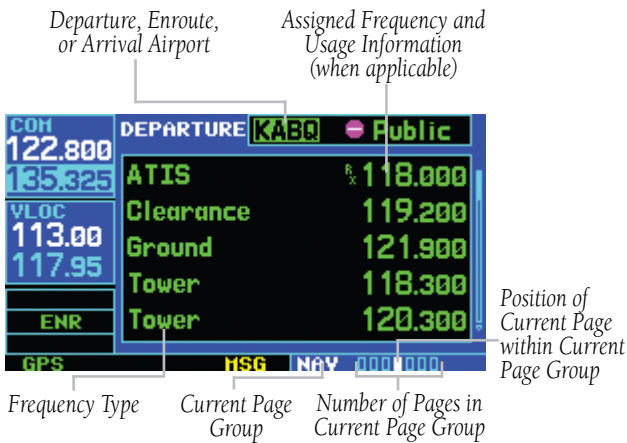 Departure, Enroute,
or Arrival Airport
Assigned Frequency and
Usage Information
(when applicable)
COM
122.800
135.325
VLOC
113.00
117.95
ENR
GPS
DEPARTURE KABQ Public
ATIS Rx 118.000
Clearance 119.200
Ground 121.900
Tower 118.300
Tower 120.300
MSG NAV
Position of
Current Page
within Current
Page Group
Frequency Type
Current Page
Group
Number of Pages in
Current Page Group